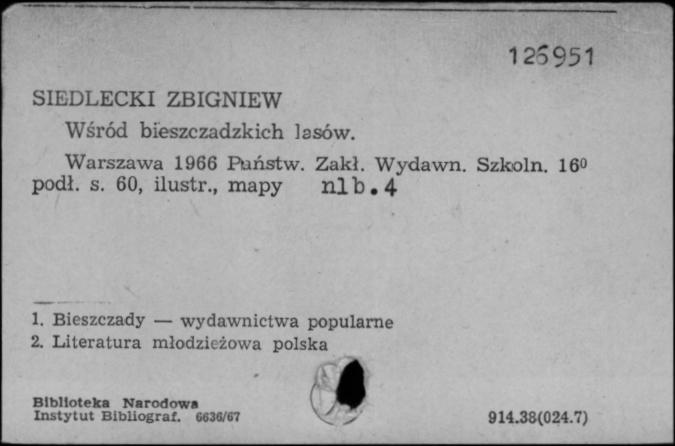 126951
SIEDLECKI ZBIGNIEW
Wśród bieszczadzkich lasów.
Warszawa 1966 Państw. Zakł. Wydawn. Szkoln. 16⁰
podł. s. 60, ilustr., mapy nlb.4
1. Bieszczady — wydawnictwa popularne
2. Literatura młodzieżowa polska
Biblioteka Narodowa
Instytut Bibliograf. 6636/67
914.38(024.7)